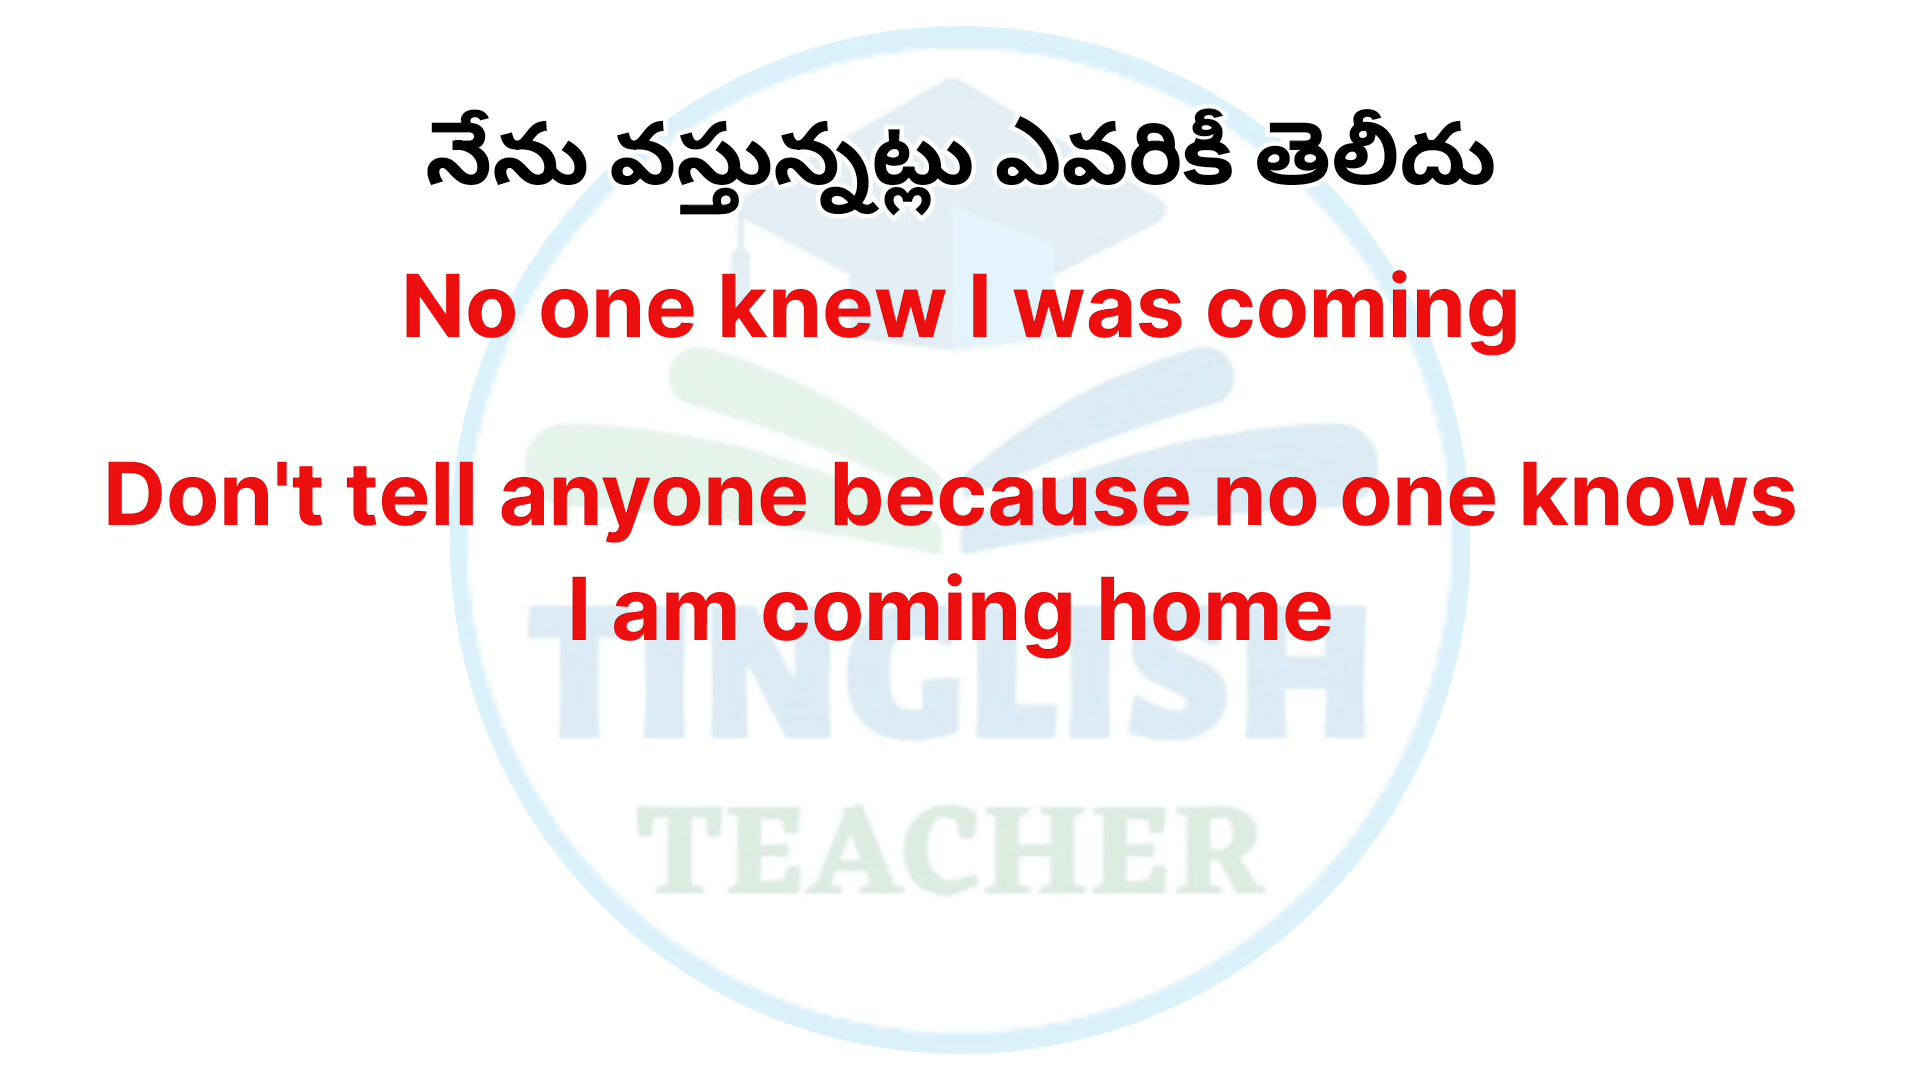 నేను వస్తున్నట్లు ఎవరికీ తెలీదు
No one knew I was coming
Don't tell anyone because no one knows
I am coming home
TINGLISH
TEACHER